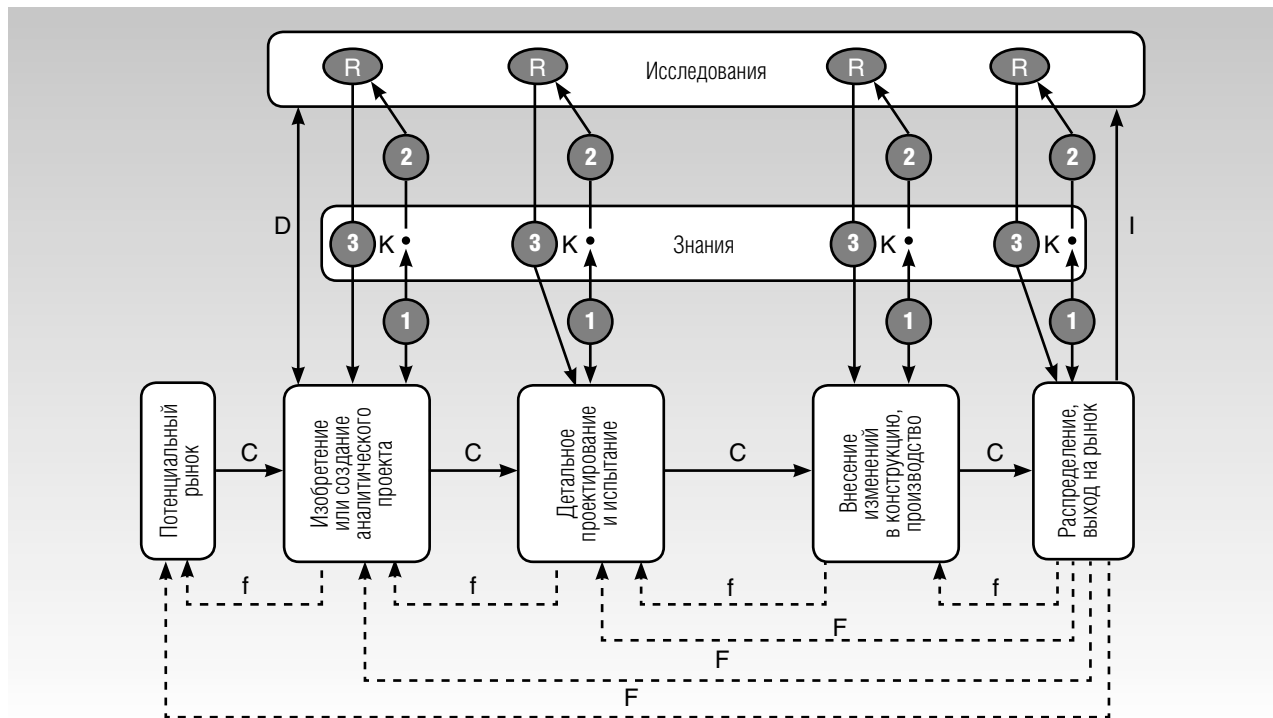 R
R
Исследования
R
R
2
2
2
2
D
I
3
K
3
K
Знания
3
K
3
K
1
1
1
1
Потенциальный
рынок
C
Изобретение
или создание
аналитического
проекта
C
Детальное
проектирование
и испытание
C
Внесение
изменений
в конструкцию,
производство
C
Распределение,
выход на рынок
f
f
f
f
F
F
F